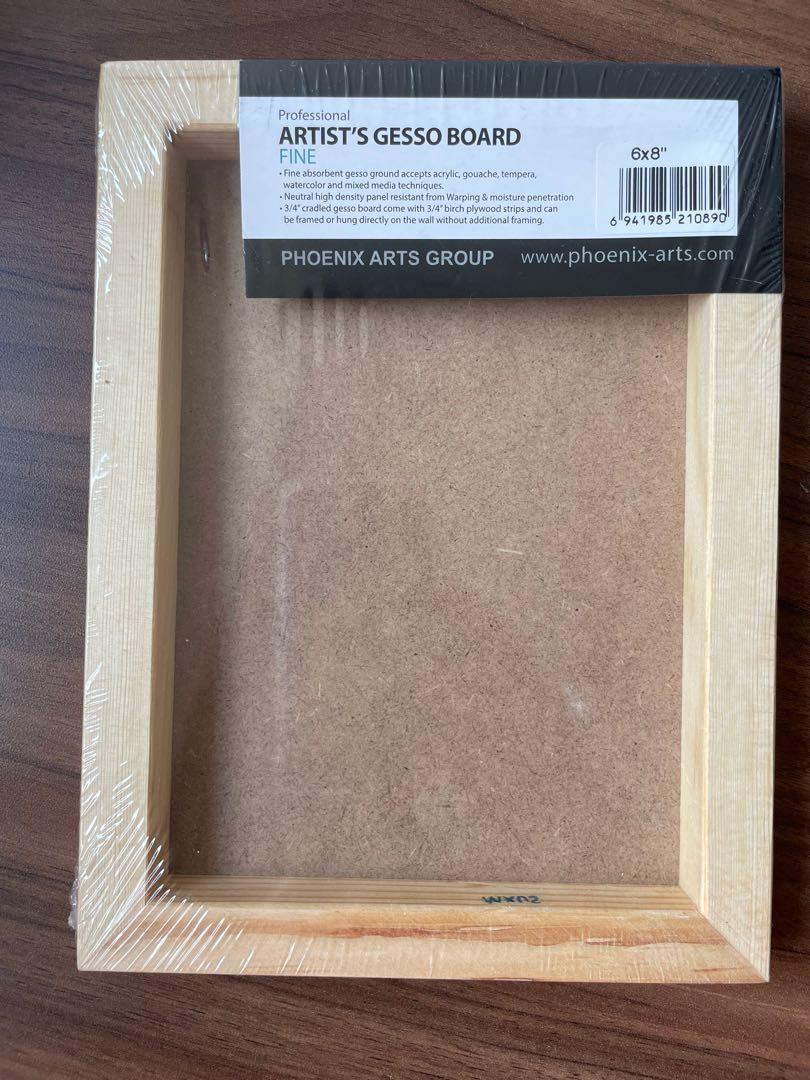 Professional
ARTIST'S GESSO BOARD
FINE
• Fine absorbent gesso ground accepts acrylic, gouache, tempera,
watercolor and mixed media techniques.
• Neutral high density panel resistant from Warping & moisture penetration
• 3/4" cradled gesso board come with 3/4" birch plywood strips and can
be framed or hung directly on the wall without additional framing.
6x8"
6 941985 210890
PHOENIX ARTS GROUP www.phoenix-arts.com
WX02